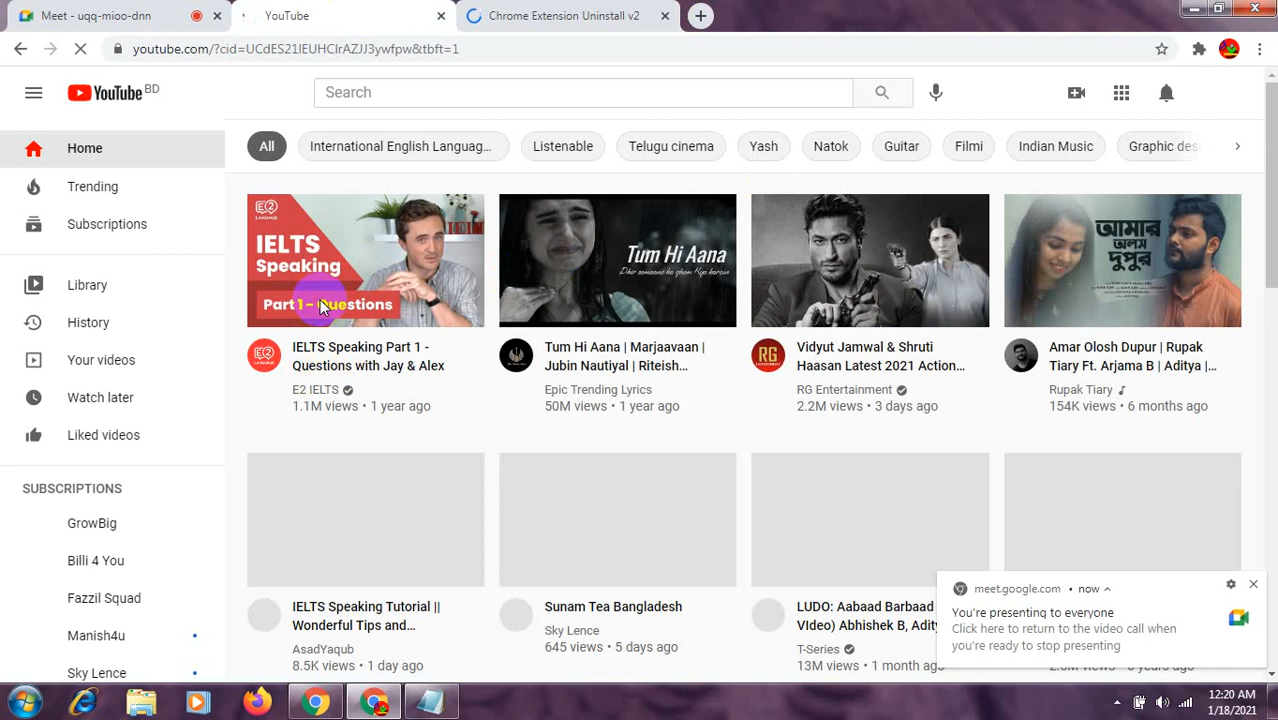 Meet - uqq-mioo-dnn
YouTube
Chrome Extension Uninstall v2
youtube.com/?cid=UCdES21IEUHCIrAZJJ3ywfpw&tbft=1
YouTube BD
Search
Home
Trending
Subscriptions
Library
History
Your videos
Watch later
Liked videos
SUBSCRIPTIONS
GrowBig
Billi 4 You
Fazzil Squad
Manish4u
Sky Lence
All
International English Languag...
Listenable
Telugu cinema
Yash
Natok
Guitar
Filmi
Indian Music
Graphic des
E2
LANGUAGE
IELTS
Speaking
Part 1 - Questions
Tum Hi Aana
আমার
অলস
দুপুর
E2
IELTS Speaking Part 1 -
Questions with Jay & Alex
E2 IELTS
1.1M views • 1 year ago
Tum Hi Aana | Marjaavaan |
Jubin Nautiyal | Riteish...
Epic Trending Lyrics
50M views • 1 year ago
RG
Vidyut Jamwal & Shruti
Haasan Latest 2021 Action...
RG Entertainment
2.2M views • 3 days ago
Amar Olosh Dupur | Rupak
Tiary Ft. Arjama B | Aditya |...
Rupak Tiary
154K views • 6 months ago
IELTS Speaking Tutorial ||
Wonderful Tips and...
AsadYaqub
8.5K views • 1 day ago
Sunam Tea Bangladesh
Sky Lence
645 views • 5 days ago
LUDO: Aabaad Barbaad
VIdeo) Abhishek B, Adity
T-Series
13M views • 1 month
meet.google.com • now
You're presenting to everyone
Click here to return to the video call when
you're ready to stop presenting
12:20 AM
1/18/2021